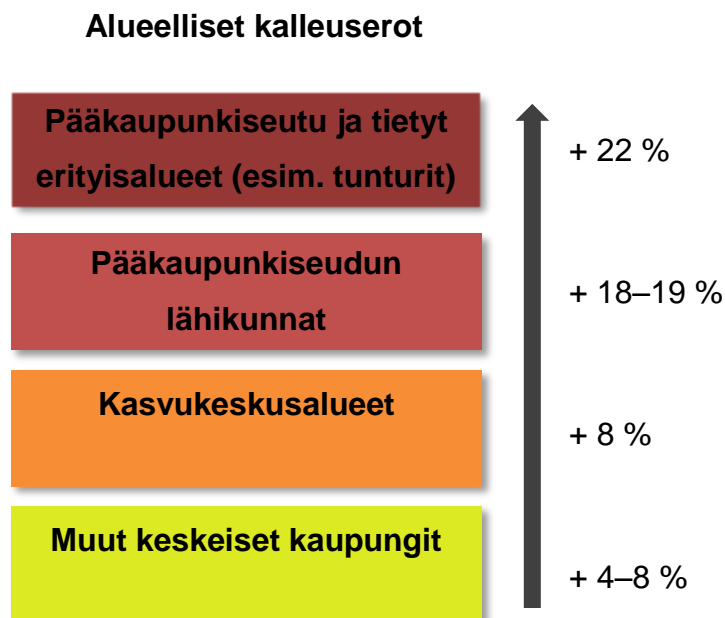 Alueelliset kalleuserot
Pääkaupunkiseutu ja tietyt
erityisalueet (esim. tunturit)
+ 22 %
Pääkaupunkiseudun
lähikunnat
+ 18–19 %
Kasvukeskusalueet
+ 8 %
Muut keskeiset kaupungit
+ 4–8 %